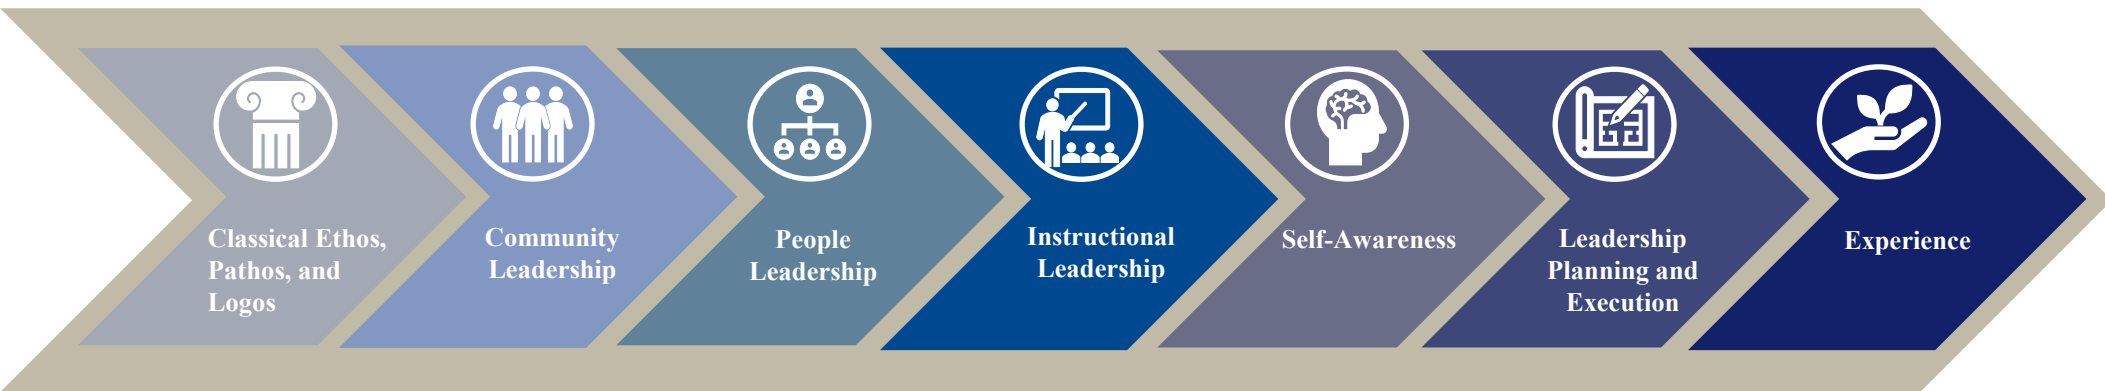 Classical Ethos,
Pathos, and
Logos
Community
Leadership
People
Leadership
Instructional
Leadership
Self-Awareness
Leadership
Planning and
Execution
Experience